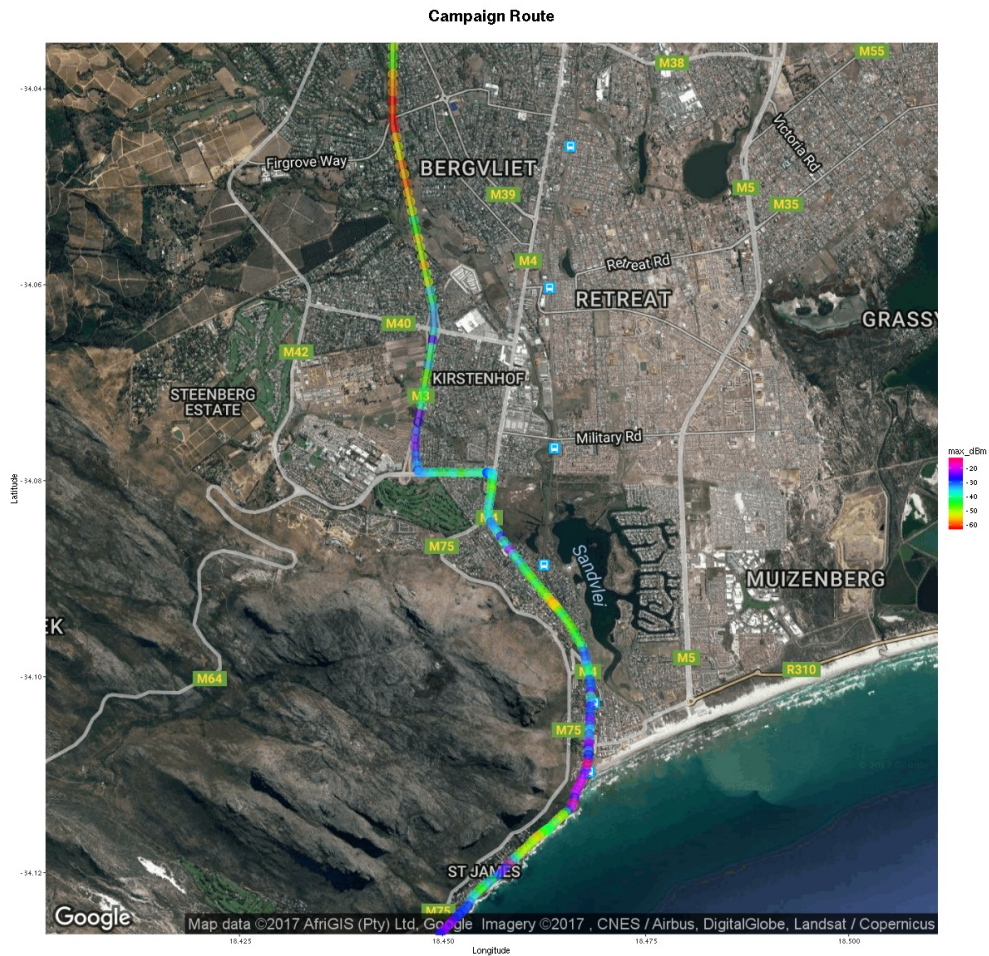 Campaign Route
M55
M38
-34.04
Victoria Rd
Firgrove Way
BERGVLIET
M5
M39
M35
M4
Retreat Rd
-34.06
RETREAT
GRASSY
M40
M42
KIRSTENHOF
STEENBERG
ESTATE
M3
Military Rd
max_dBm
-20
-30
-40
-50
-60
Latitude
-34.08
M4
M75
Sandvlei
MUIZENBERG
EK
M5
R310
M4
M64
-34.10
M75
-34.12
ST JAMES
M75
Google
Map data ©2017 AfriGIS (Pty) Ltd, Google Imagery ©2017 , CNES / Airbus, DigitalGlobe, Landsat / Copernicus
18.425
18.450
18.475
18.500
Longitude